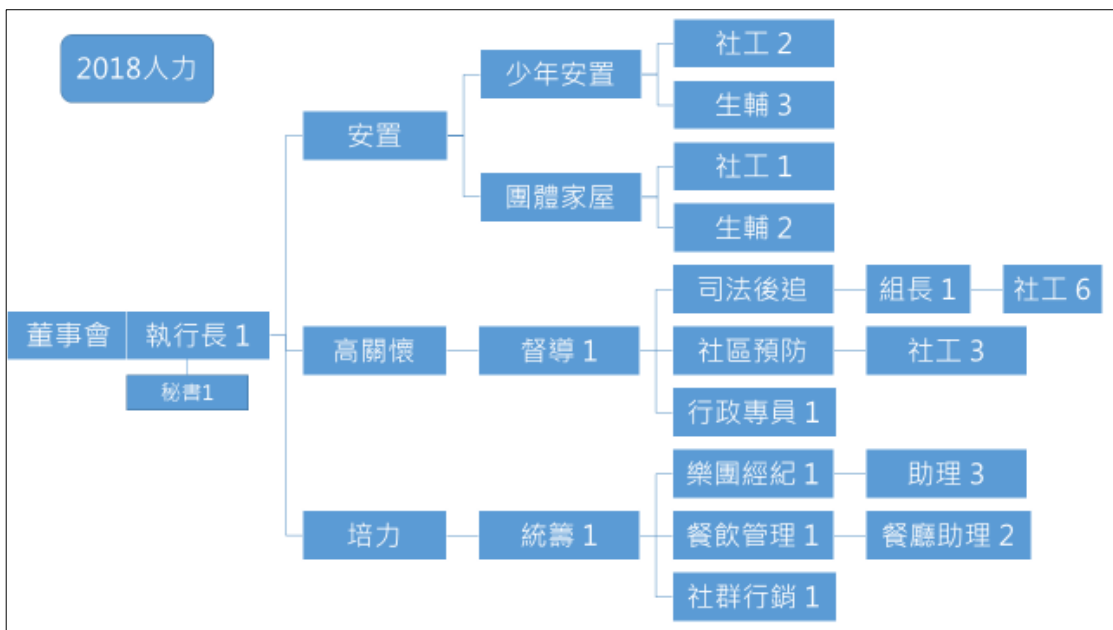 2018人力
董事會
執行長 1
秘書1
安置
少年安置
社工 2
生輔 3
團體家屋
社工 1
生輔 2
高關懷
督導 1
司法後追
組長 1
社工 6
社區預防
社工 3
行政專員 1
培力
統籌 1
樂團經紀 1
助理 3
餐飲管理 1
餐廳助理 2
社群行銷 1